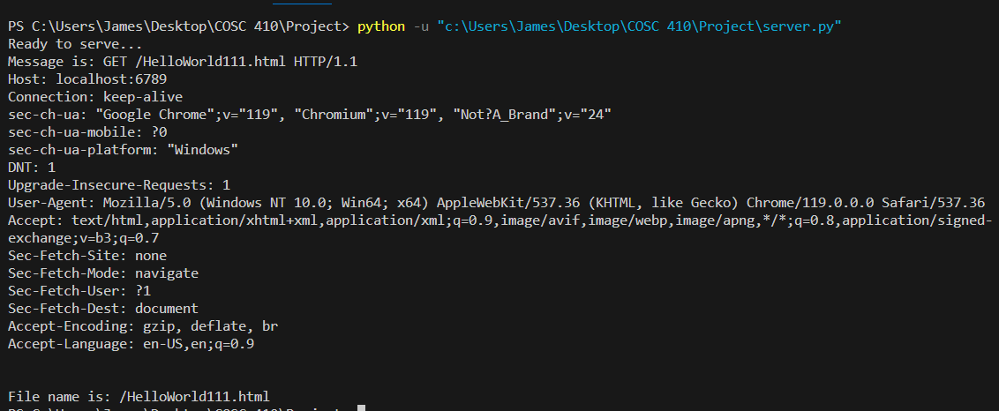 PS C:\Users\James\Desktop\COSC 410\Project> python -u "c:\Users\James\Desktop\COSC 410\Project\server.py"
Ready to serve...
Message is: GET /HelloWorld111.html HTTP/1.1
Host: localhost:6789
Connection: keep-alive
sec-ch-ua: "Google Chrome";v="119", "Chromium";v="119", "Not?A_Brand";v="24"
sec-ch-ua-mobile: ?0
sec-ch-ua-platform: "Windows"
DNT: 1
Upgrade-Insecure-Requests: 1
User-Agent: Mozilla/5.0 (Windows NT 10.0; Win64; x64) AppleWebKit/537.36 (KHTML, like Gecko) Chrome/119.0.0.0 Safari/537.36
Accept: text/html,application/xhtml+xml,application/xml;q=0.9,image/avif,image/webp,image/apng,*/*;q=0.8,application/signed-
exchange;v=b3;q=0.7
Sec-Fetch-Site: none
Sec-Fetch-Mode: navigate
Sec-Fetch-User: ?1
Sec-Fetch-Dest: document
Accept-Encoding: gzip, deflate, br
Accept-Language: en-US,en;q=0.9
File name is: /HelloWorld111.html
PS C:\Users\James\Desktop\COSC 410\Project>